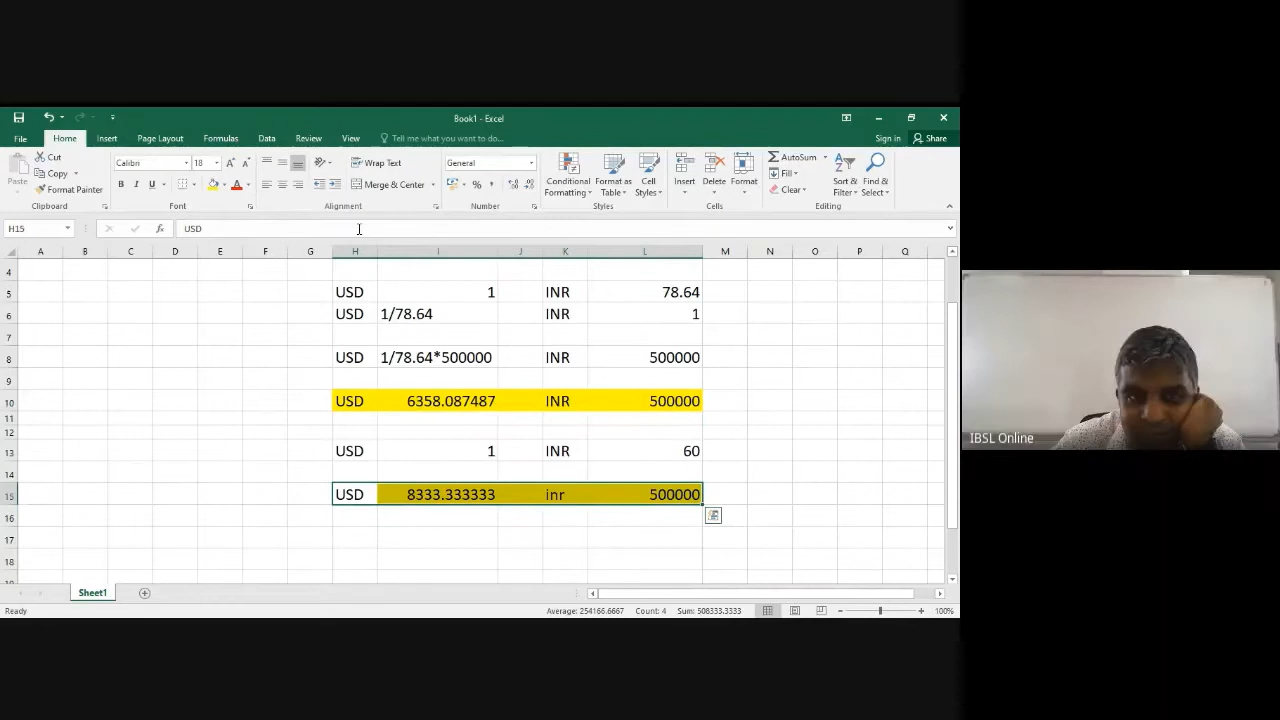 Book1 - Excel
File Home Insert Page Layout Formulas Data Review View Tell me what you want to do... Sign in Share
Cut Calibri 18 Wrap Text General AutoSum
Copy Fill
Paste Format Painter B I U Merge & Center % Conditional Formatting Format as Table Cell Styles Insert Delete Format Clear Sort & Filter Find & Select
Clipboard Font Alignment Number Styles Cells Editing
H15 fx USD
A B C D E F G H I J K L M N O P Q
4
5 USD 1 INR 78.64
6 USD 1/78.64 INR 1
7
8 USD 1/78.64*500000 INR 500000
9
10 USD 6358.087487 INR 500000
11
12
13 USD 1 INR 60
14
15 USD 8333.333333 inr 500000
16
17
18
Sheet1
Ready Average: 254166.6667 Count: 4 Sum: 508333.3333 100%
IBSL Online